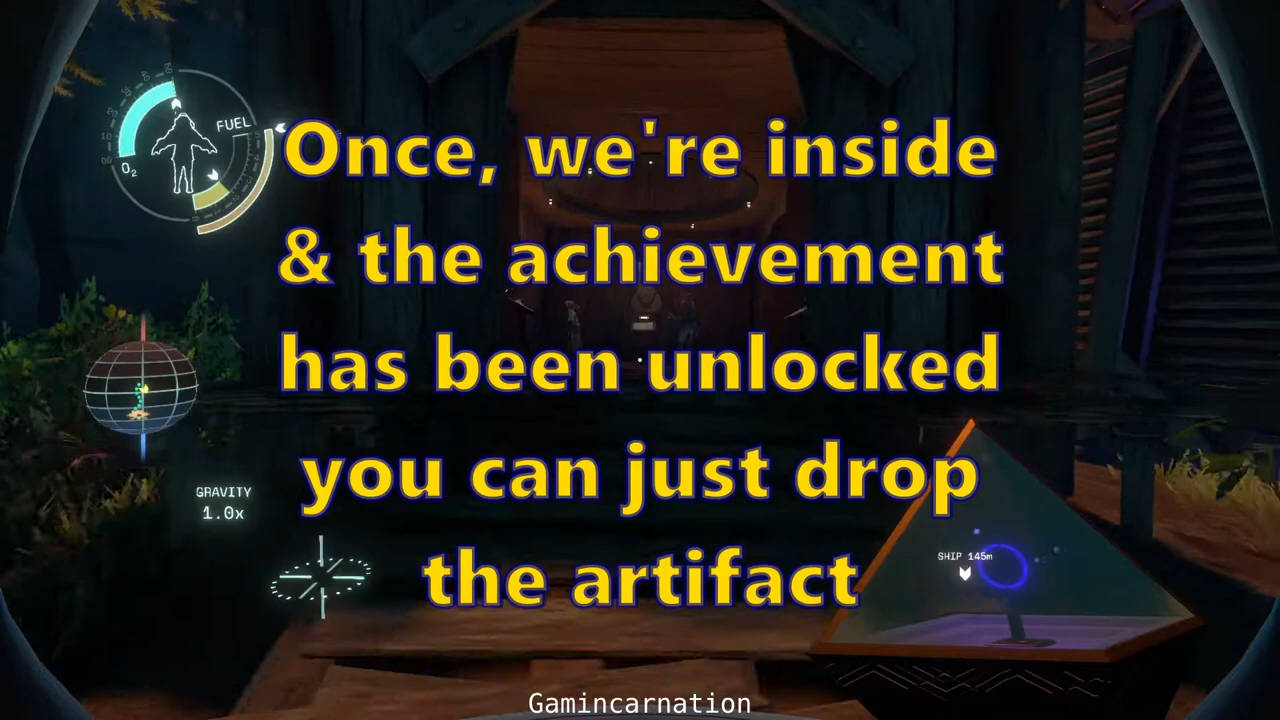 FUEL
O₂
Once, we're inside
& the achievement
has been unlocked
you can just drop
the artifact
GRAVITY
1.0x
SHIP 145m
Gamincarnation